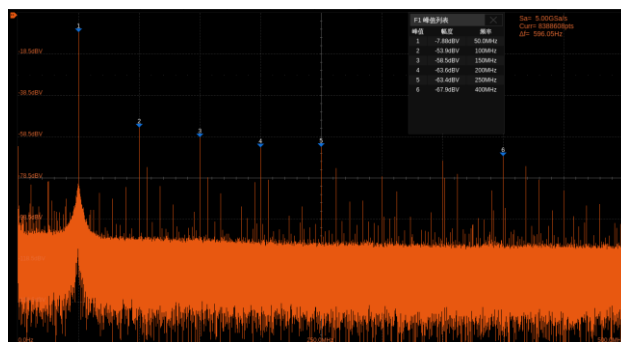 F1 峰值列表
峰值 幅度 频率
1 -7.88dBV 50.0MHz
2 -53.9dBV 100MHz
3 -58.5dBV 150MHz
4 -63.6dBV 200MHz
5 -63.4dBV 250MHz
6 -67.9dBV 400MHz
Sa= 5.00GSa/s
Curr= 8388608pts
Δf= 596.05Hz
1
-18.5dBV
-38.5dBV
2
3
-58.5dBV
4
5
6
-78.5dBV
0.0Hz
250.0MHz